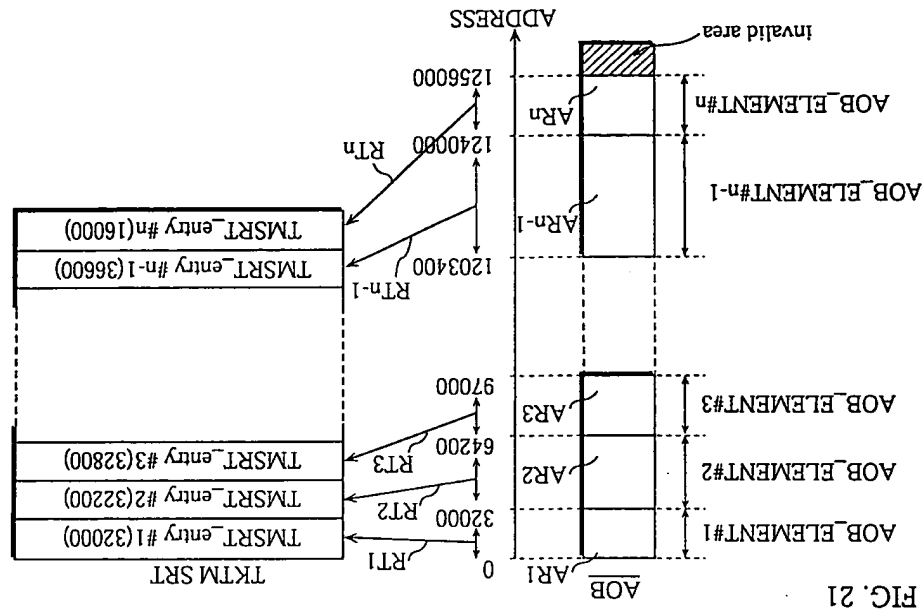 FIG. 21
AOB
TKTMSRT
AOB_ELEMENT#1
AOB_ELEMENT#2
AOB_ELEMENT#3
AOB_ELEMENT#n-1
AOB_ELEMENT#n
AR1
AR2
AR3
ARn-1
ARn
invalid area
0
32000
64200
97000
1203400
1240000
1256000
ADDRESS
RT1
RT2
RT3
RTn-1
RTn
TMSRT_entry #1(32000)
TMSRT_entry #2(32200)
TMSRT_entry #3(32800)
TMSRT_entry #n-1(36600)
TMSRT_entry #n(16000)